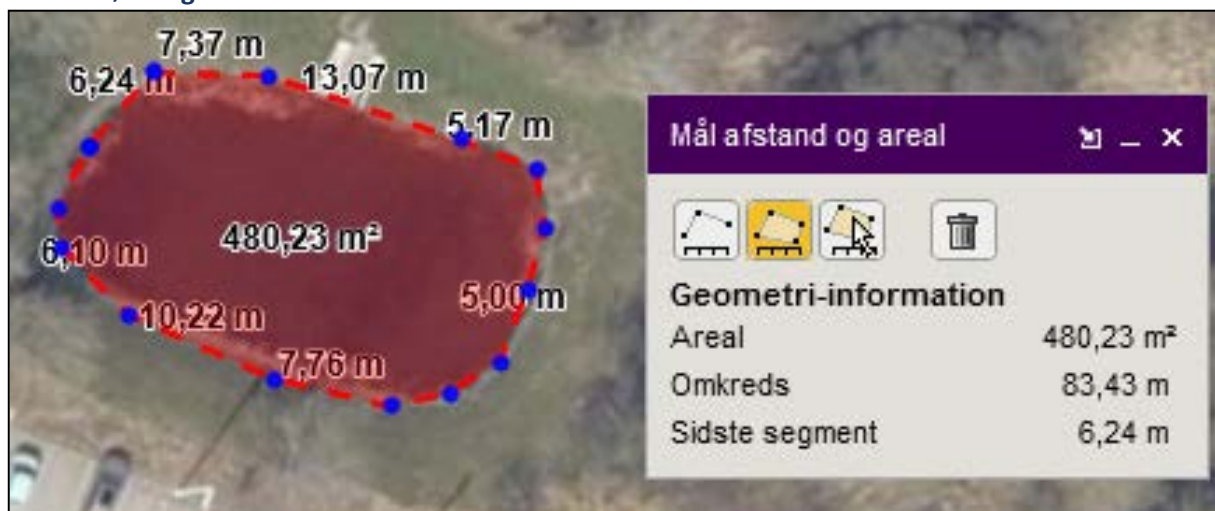 7,37 m
6,24 m
13,07 m
5,17 m
480,23 m²
6,10 m
5,00 m
10,22 m
7,76 m
Mål afstand og areal
Geometri-information
Areal 480,23 m²
Omkreds 83,43 m
Sidste segment 6,24 m